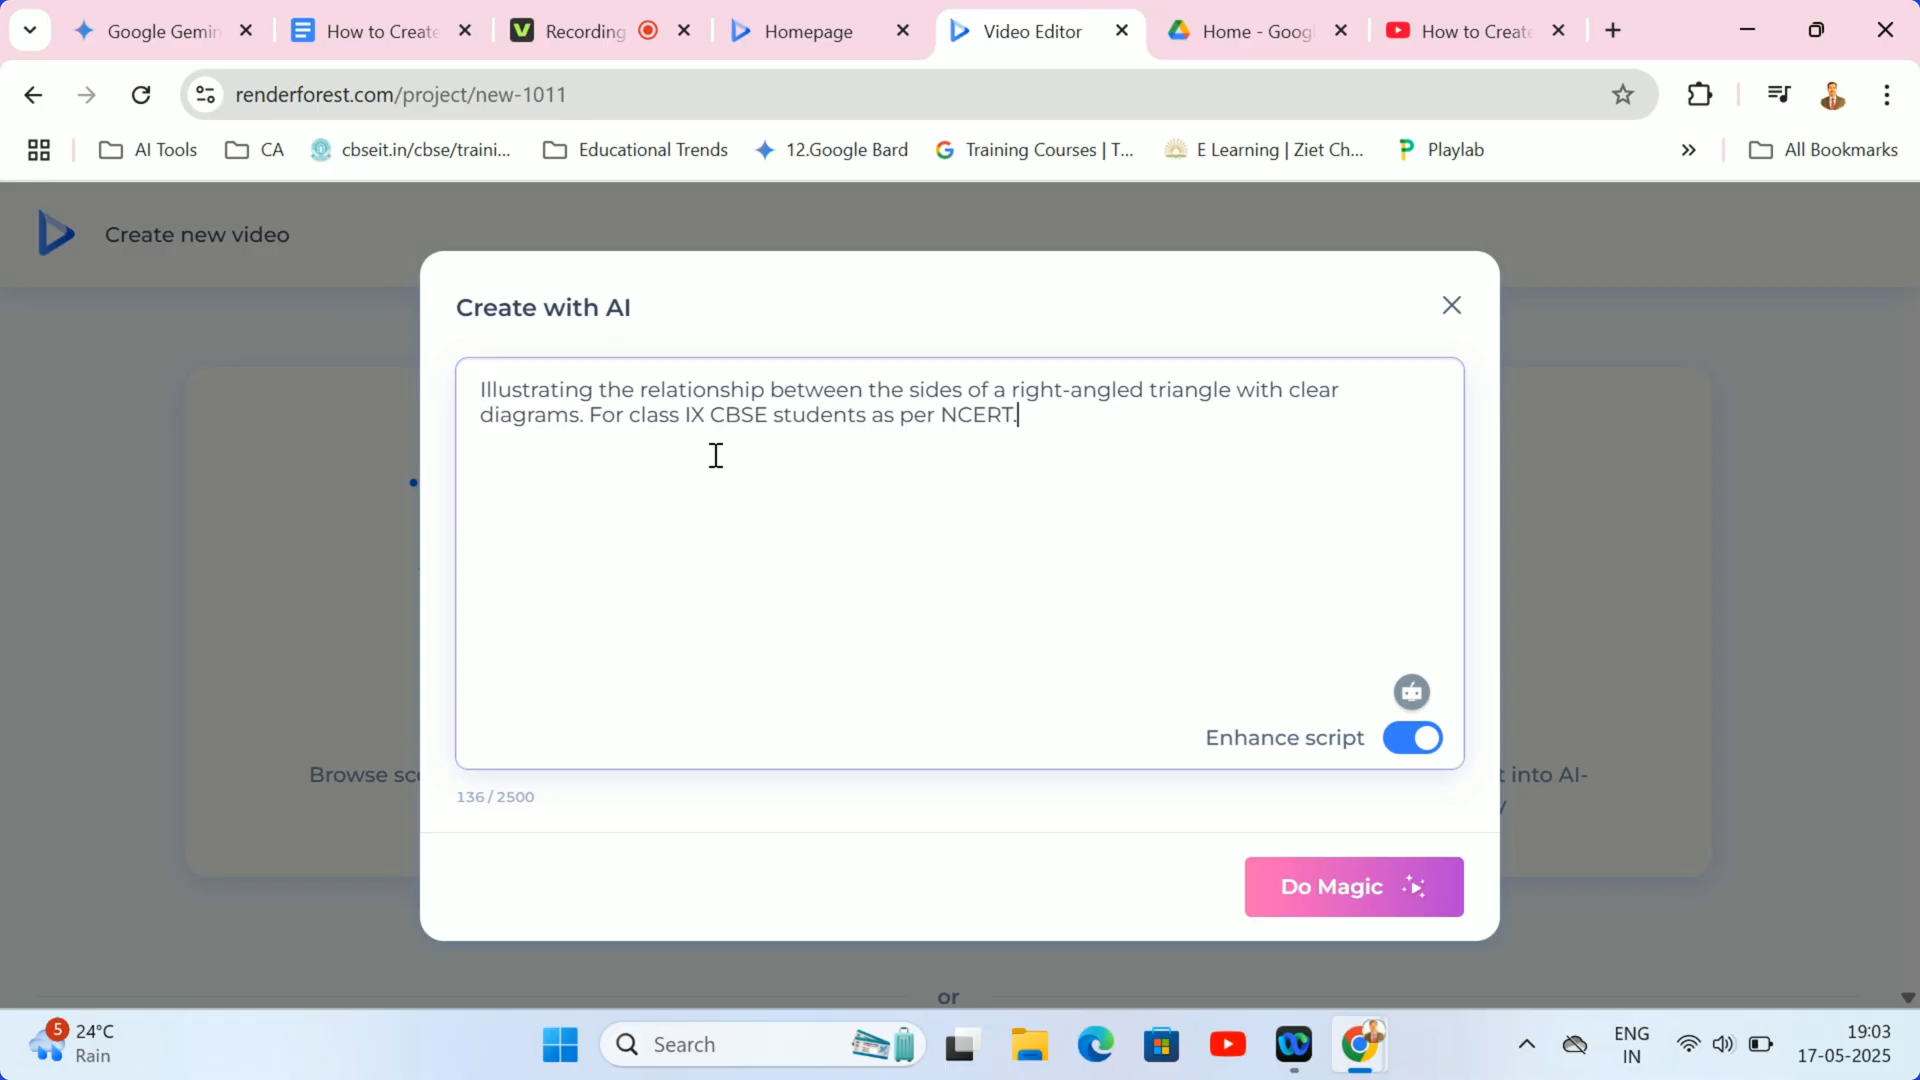 Google Gemin
How to Create
Recording
Homepage
Video Editor
Home - Goog
How to Create
renderforest.com/project/new-1011
AI Tools
CA
cbseit.in/cbse/traini...
Educational Trends
12.Google Bard
Training Courses | T...
E Learning | Ziet Ch...
Playlab
All Bookmarks
Create new video
Create with AI
Illustrating the relationship between the sides of a right-angled triangle with clear
diagrams. For class IX CBSE students as per NCERT.
Enhance script
Browse sce
t into AI-
y
136 / 2500
Do Magic
or
5
24°C
Rain
Search
ENG
IN
19:03
17-05-2025